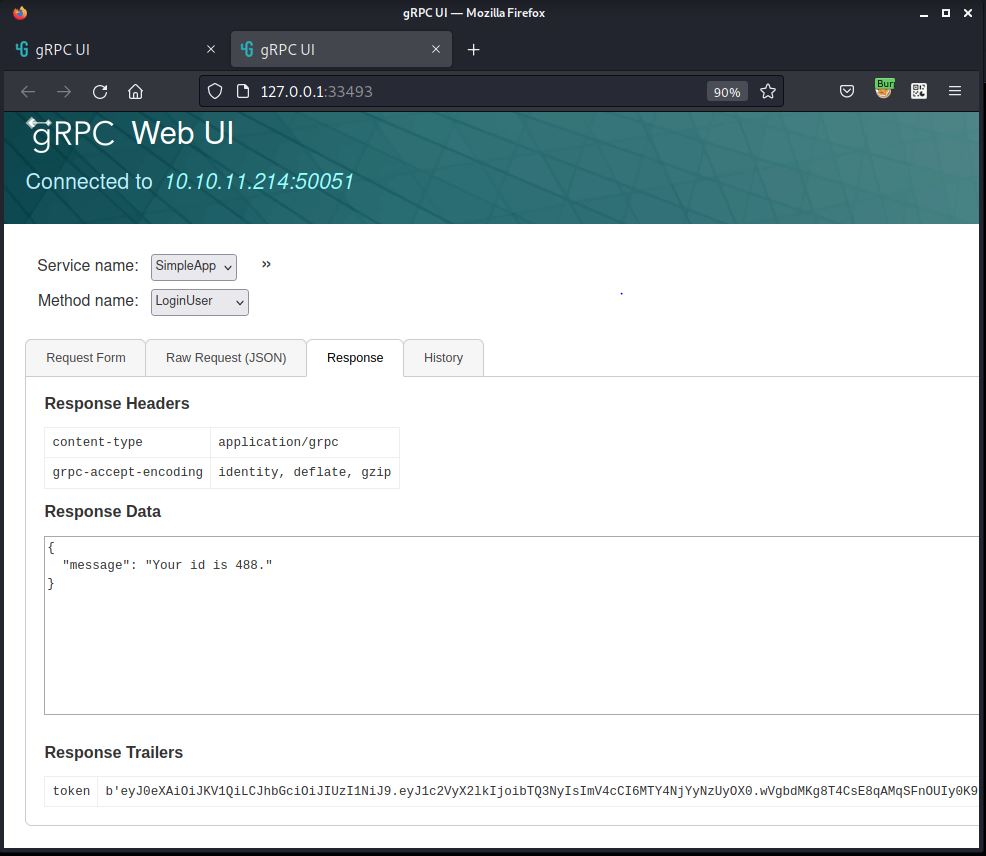 gRPC UI — Mozilla Firefox
gRPC UI × gRPC UI × +
127.0.0.1:33493 90% Bur
gRPC Web UI
Connected to 10.10.11.214:50051
Service name: SimpleApp »
Method name: LoginUser
Request Form Raw Request (JSON) Response History
Response Headers
content-type application/grpc
grpc-accept-encoding identity, deflate, gzip
Response Data
{
"message": "Your id is 488."
}
Response Trailers
token b'eyJ0eXAiOiJKV1QiLCJhbGciOiJIUzI1NiJ9.eyJ1c2VyX2lkIjoibTQ3NyIsImV4cCI6MTY4NjYyNzUyOX0.wVgbdMKg8T4CsE8qAMqSFnOUIy0K9